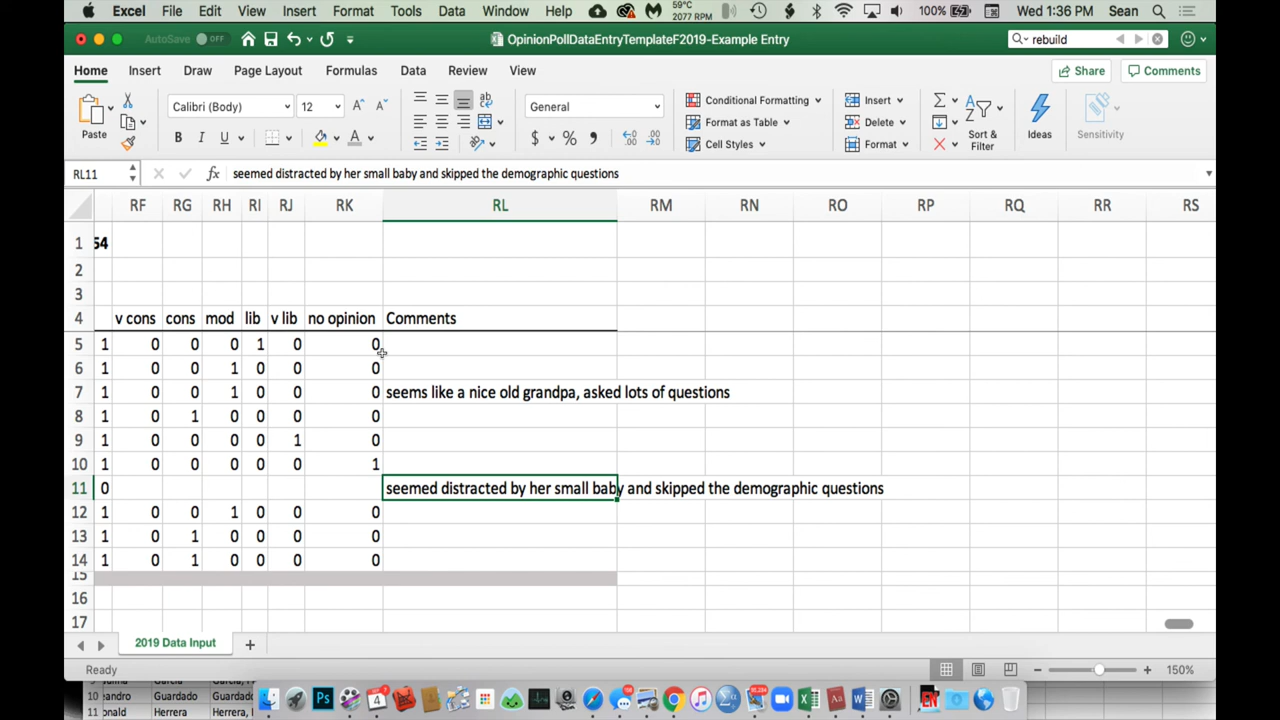 Excel File Edit View Insert Format Tools Data Window Help 59°C 2077 RPM 100% Wed 1:36 PM Sean
AutoSave OFF OpinionPollDataEntryTemplateF2019-Example Entry rebuild
Home Insert Draw Page Layout Formulas Data Review View Share Comments
Paste Calibri (Body) 12 General Conditional Formatting Format as Table Cell Styles Insert Delete Format Sort & Filter Ideas Sensitivity
RL11 fx seemed distracted by her small baby and skipped the demographic questions
RF RG RH RI RJ RK RL RM RN RO RP RQ RR RS
1 54
2
3
4 v cons cons mod lib v lib no opinion Comments
5 1 0 0 0 1 0 0
6 1 0 0 1 0 0 0
7 1 0 0 1 0 0 0 seems like a nice old grandpa, asked lots of questions
8 1 0 1 0 0 0 0
9 1 0 0 0 0 1 0
10 1 0 0 0 0 0 1
11 0 seemed distracted by her small baby and skipped the demographic questions
12 1 0 0 1 0 0 0
13 1 0 1 0 0 0 0
14 1 0 1 0 0 0 0
15
16
17
2019 Data Input
Ready 150%
10 eandro Guardado Guardado,
11 onald Herrera Herrera, I